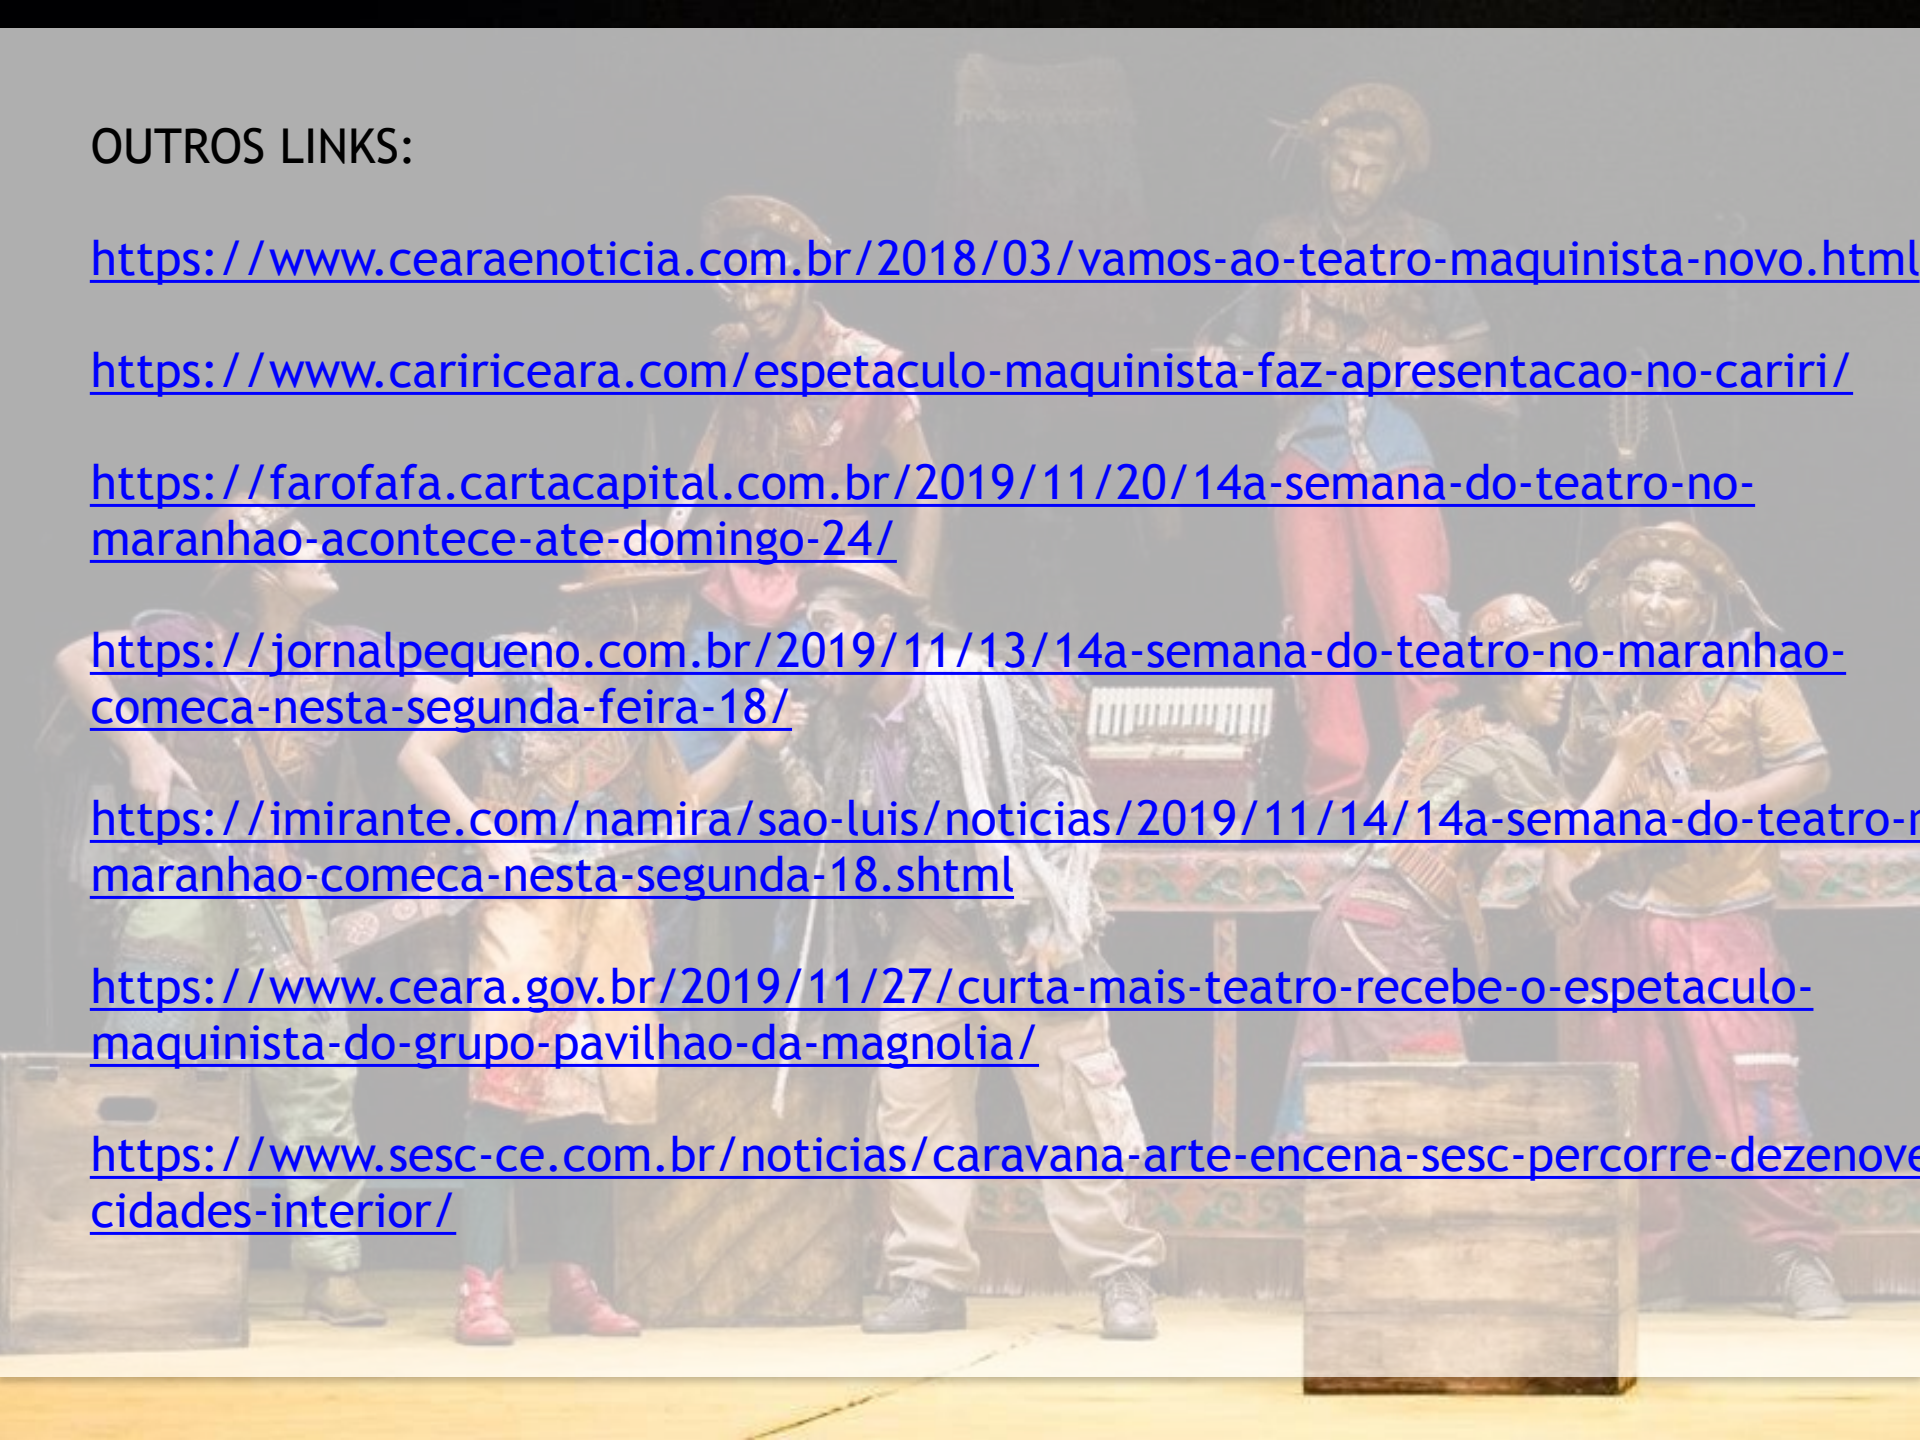 OUTROS LINKS:
https://www.cearaenoticia.com.br/2018/03/vamos-ao-teatro-maquinista-novo.html
https://www.caririceara.com/espetaculo-maquinista-faz-apresentacao-no-cariri/
https://farofafa.cartacapital.com.br/2019/11/20/14a-semana-do-teatro-no-
maranhao-acontece-ate-domingo-24/
https://jornalpequeno.com.br/2019/11/13/14a-semana-do-teatro-no-maranhao-
comeca-nesta-segunda-feira-18/
https://imirante.com/namira/sao-luis/noticias/2019/11/14/14a-semana-do-teatro-
maranhao-comeca-nesta-segunda-18.shtml
https://www.ceara.gov.br/2019/11/27/curta-mais-teatro-recebe-o-espetaculo-
maquinista-do-grupo-pavilhao-da-magnolia/
https://www.sesc-ce.com.br/noticias/caravana-arte-encena-sesc-percorre-dezenove
cidades-interior/